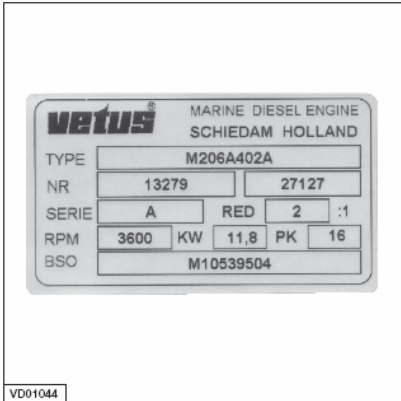 vetus®
MARINE DIESEL ENGINE
SCHIEDAM HOLLAND
TYPE M206A402A
NR 13279 27127
SERIE A RED 2 :1
RPM 3600 KW 11,8 PK 16
BSO M10539504
VD01044